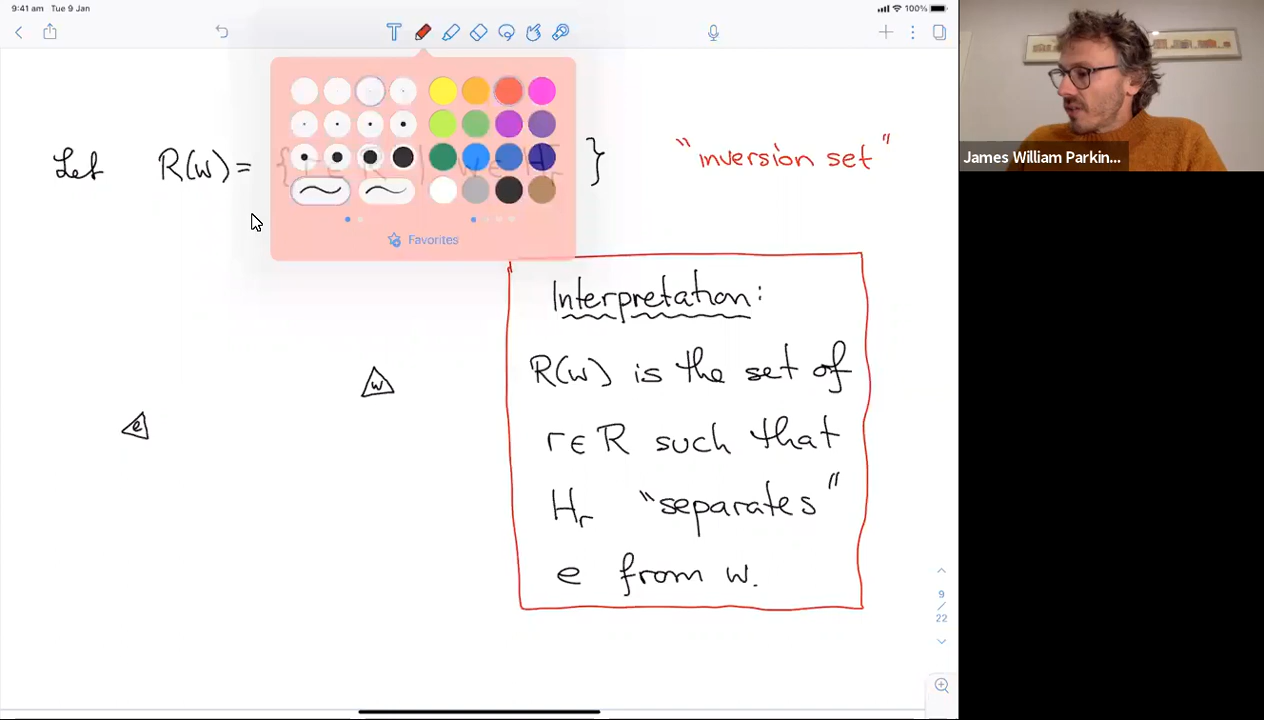 9:41 am Tue 9 Jan
100%
Let R(w) = { r ∈ R | w ∈ Hr }
"inversion set"
Favorites
Interpretation:
R(w) is the set of
r ∈ R such that
Hr "separates"
e from w.
w
e
9
/
22
James William Parkin...